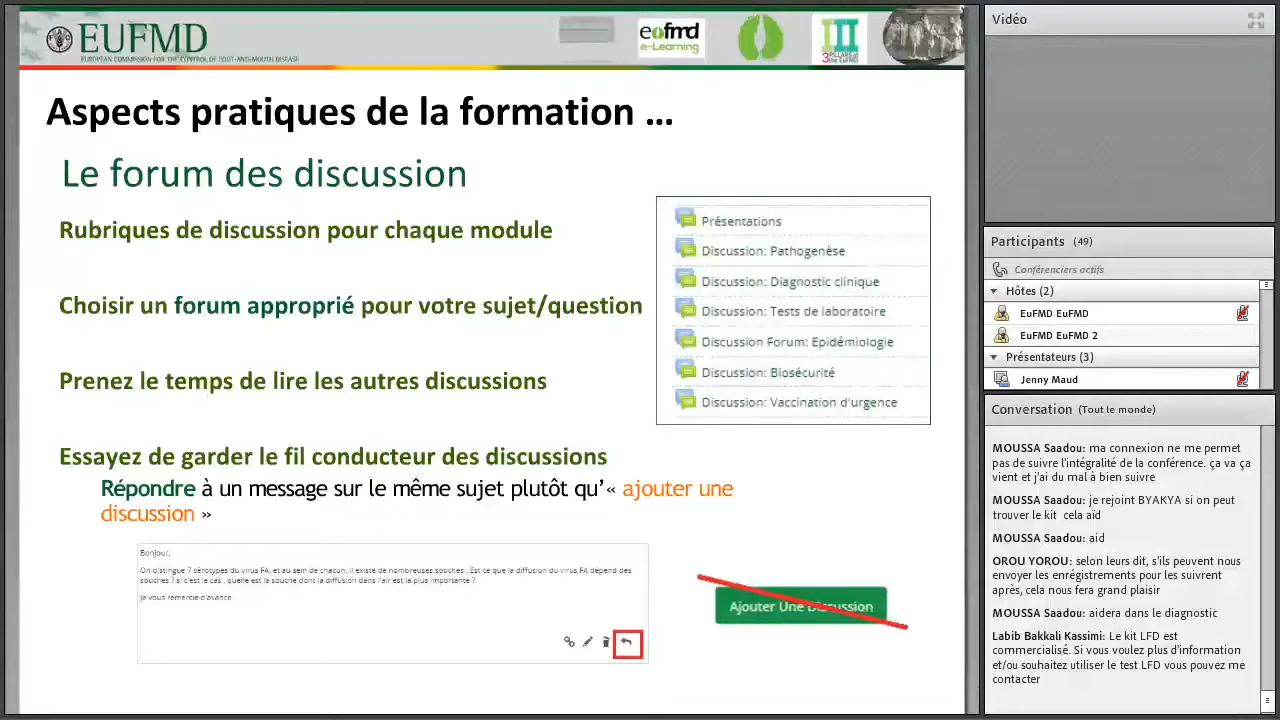 EUFMD
EUROPEAN COMMISSION FOR THE CONTROL OF FOOT-AND-MOUTH DISEASE
eofmd
e-Learning
3 PILLARS of
the EuFMD
Aspects pratiques de la formation ...
Le forum des discussion
Rubriques de discussion pour chaque module
Choisir un forum approprié pour votre sujet/question
Prenez le temps de lire les autres discussions
Essayez de garder le fil conducteur des discussions
Répondre à un message sur le même sujet plutôt qu'« ajouter une
discussion »
Présentations
Discussion: Pathogenèse
Discussion: Diagnostic clinique
Discussion: Tests de laboratoire
Discussion Forum: Epidémiologie
Discussion: Biosécurité
Discussion: Vaccination d'urgence
Bonjour,
On distingue 7 sérotypes du virus FA, et au sein de chacun, il existe de nombreuses souches . Est ce que la diffusion du virus FA dépend des
souches ? si c'est le cas , quelle est la souche dont la diffusion dans l'air est la plus importante ?
je vous remercie d'avance
Ajouter Une Discussion
Vidéo
Participants (49)
Conférenciers actifs
Hôtes (2)
EuFMD EuFMD
EuFMD EuFMD 2
Présentateurs (3)
Jenny Maud
Conversation (Tout le monde)
MOUSSA Saadou: ma connexion ne me permet
pas de suivre l'intégralité de la conférence. ça va ça
vient et j'ai du mal à bien suivre
MOUSSA Saadou: je rejoint BYAKYA si on peut
trouver le kit cela aïd
MOUSSA Saadou: aid
OROU YOROU: selon leurs dit, s'ils peuvent nous
envoyer les enrégistrements pour les suivrent
après, cela nous fera grand plaisir
MOUSSA Saadou: aidera dans le diagnostic
Labib Bakkali Kassimi: Le kit LFD est
commercialisé. Si vous voulez plus d'information
et/ou souhaitez utiliser le test LFD vous pouvez me
contacter